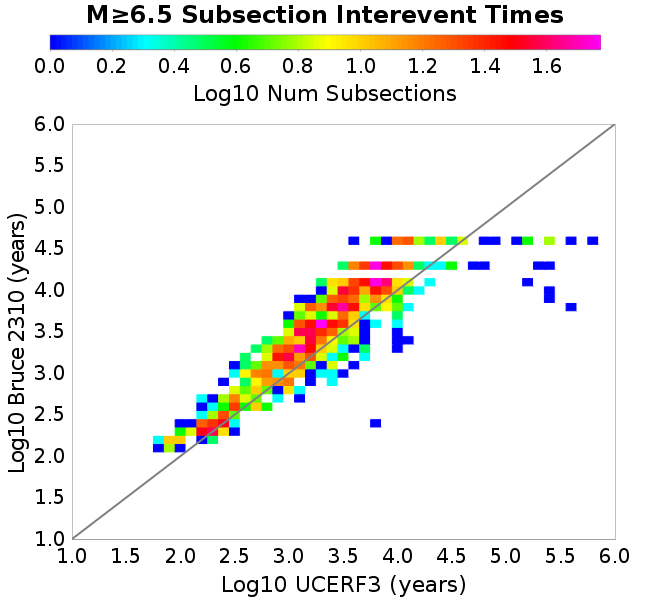 M≥6.5 Subsection Interevent Times
0.0 0.2 0.4 0.6 0.8 1.0 1.2 1.4 1.6
Log10 Num Subsections
6.0
5.5
5.0
4.5
4.0
3.5
3.0
2.5
2.0
1.5
1.0
Log10 Bruce 2310 (years)
1.0 1.5 2.0 2.5 3.0 3.5 4.0 4.5 5.0 5.5 6.0
Log10 UCERF3 (years)